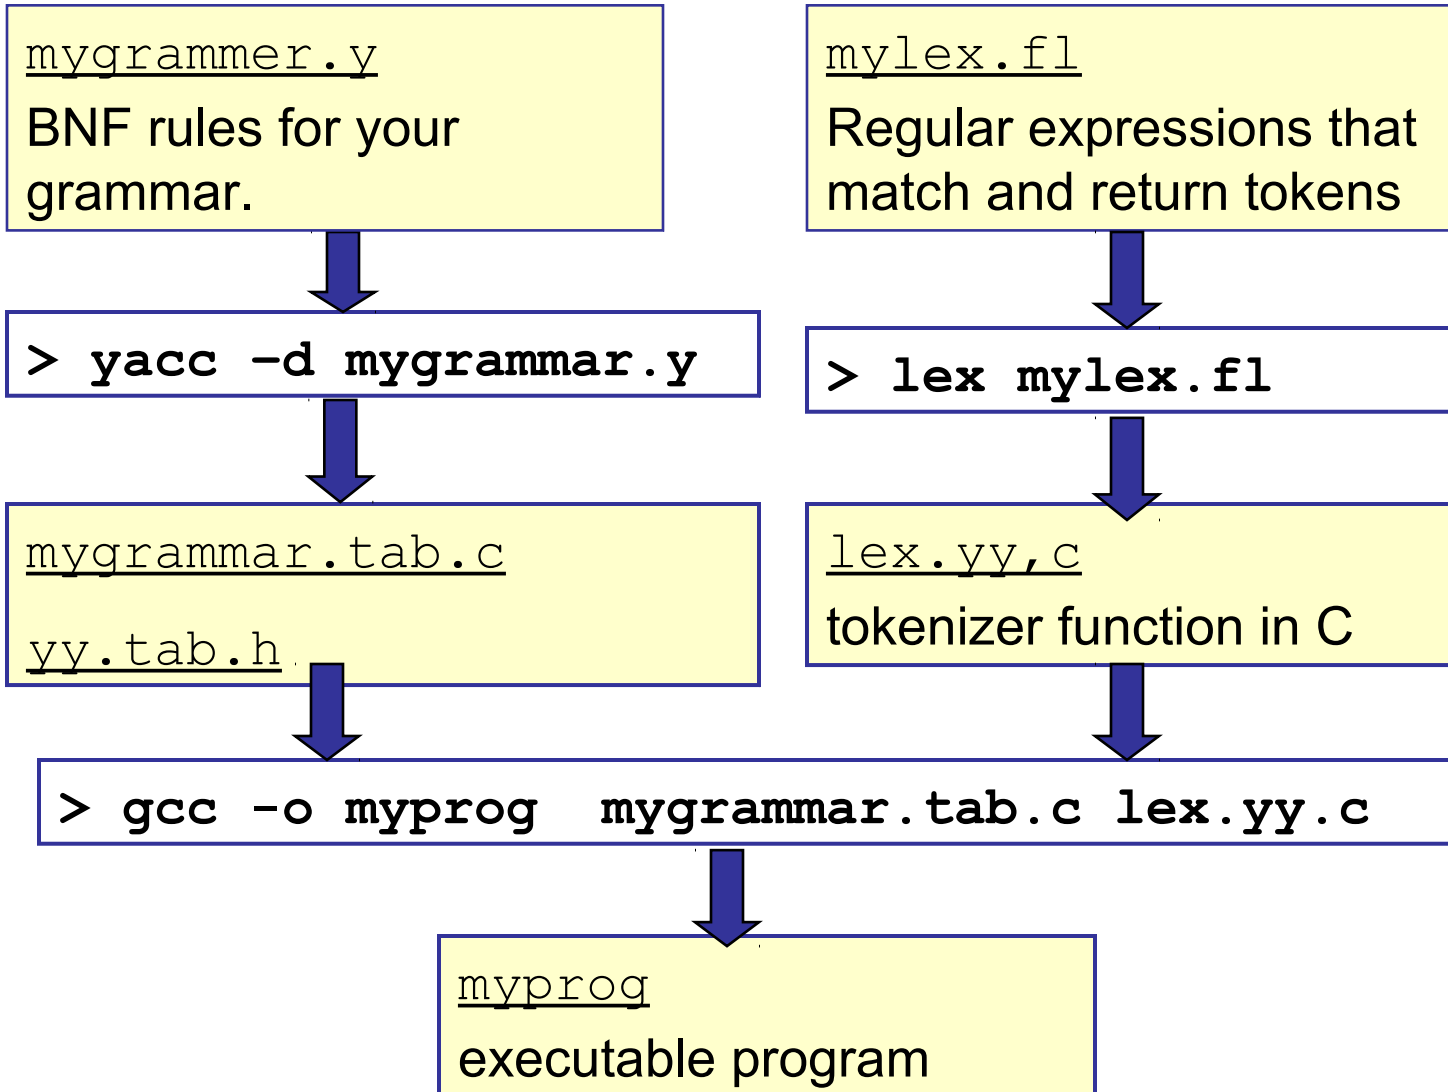 mygrammer.y
BNF rules for your
grammar.
mylex.fl
Regular expressions that
match and return tokens
> yacc –d mygrammar.y
> lex mylex.fl
mygrammar.tab.c
yy.tab.h
lex.yy,c
tokenizer function in C
> gcc -o myprog  mygrammar.tab.c lex.yy.c
myprog
executable program